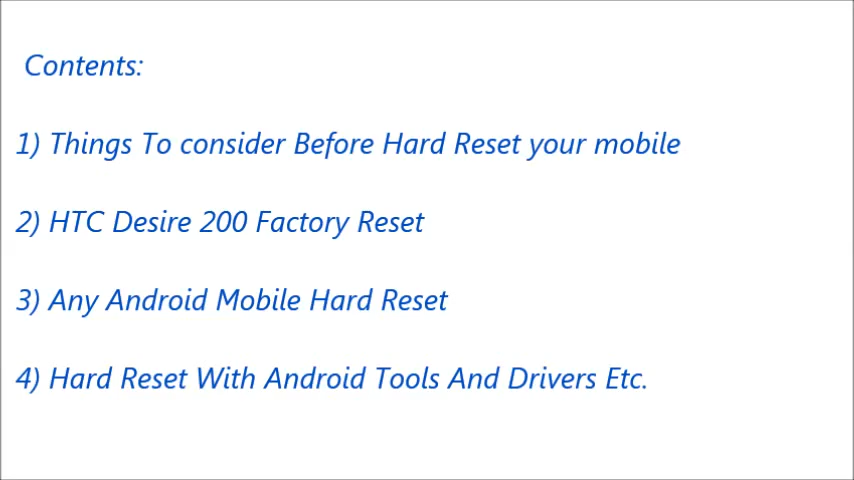 Contents:
1) Things To consider Before Hard Reset your mobile
2) HTC Desire 200 Factory Reset
3) Any Android Mobile Hard Reset
4) Hard Reset With Android Tools And Drivers Etc.